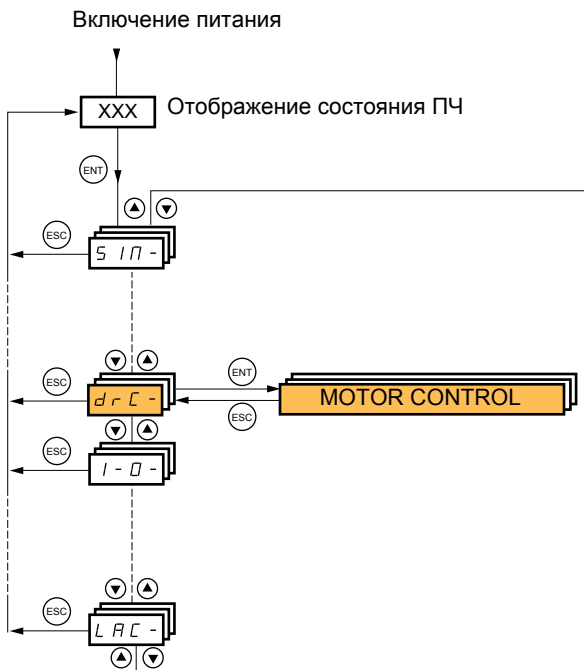 Включение питания
XXX Отображение состояния ПЧ
ENT
ESC
SIM-
ENT
ESC
drC- MOTOR CONTROL
ESC
ESC
I-O-
ESC
LAC-